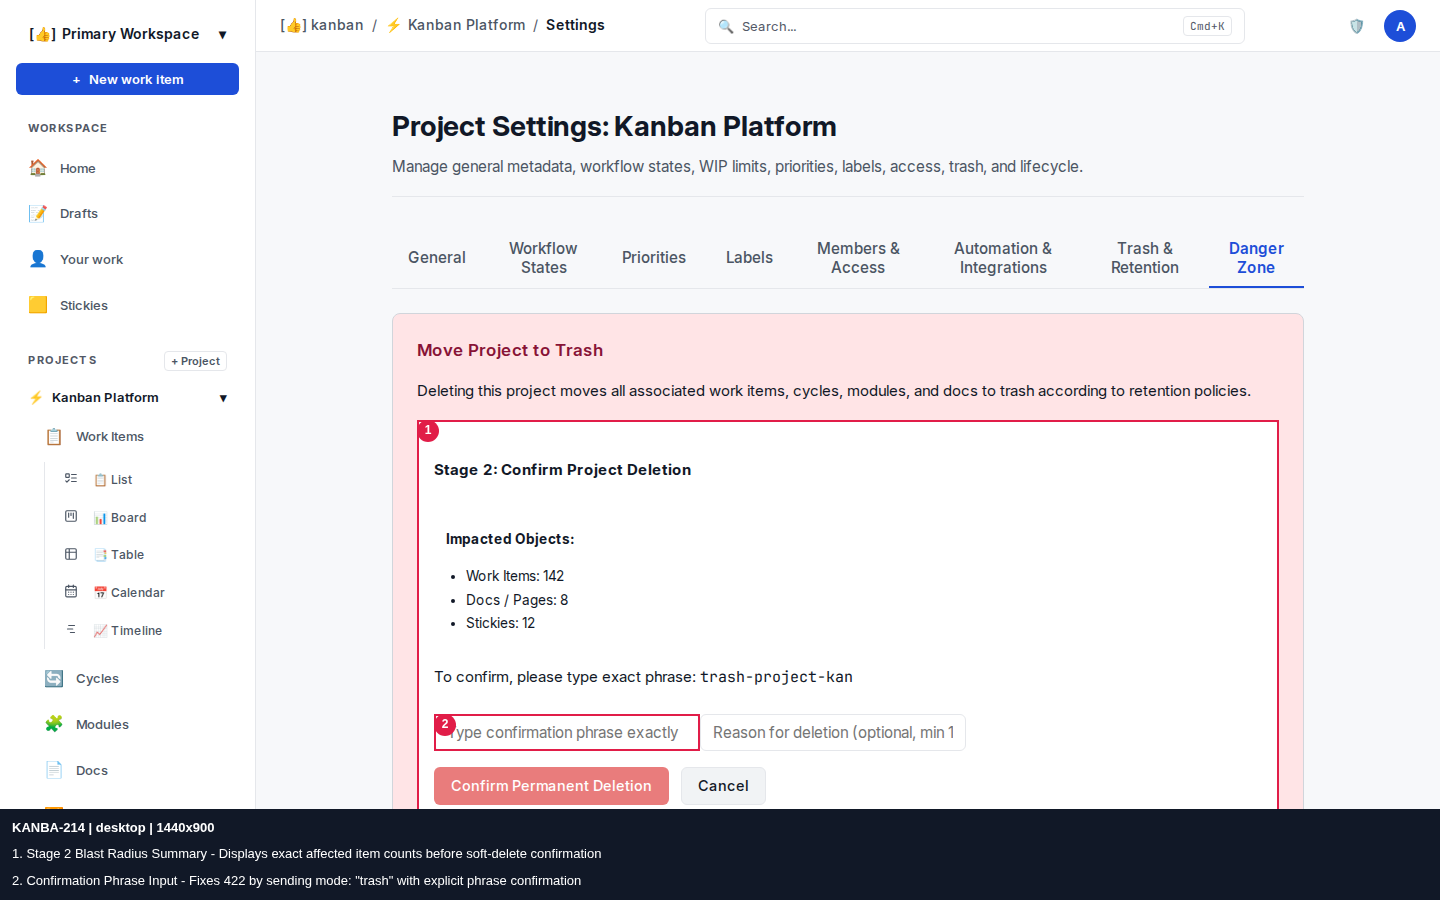 [👍] Primary Workspace ▾
+ New work item
WORKSPACE
🏠 Home
📝 Drafts
👤 Your work
🟨 Stickies
PROJECTS
+ Project
⚡ Kanban Platform ▾
📋 Work Items
📋 List
📊 Board
📑 Table
📅 Calendar
📈 Timeline
🔄 Cycles
🧩 Modules
📄 Docs
[👍] kanban / ⚡ Kanban Platform / Settings
🔍 Search...
Cmd+K
🛡️
A
Project Settings: Kanban Platform
Manage general metadata, workflow states, WIP limits, priorities, labels, access, trash, and lifecycle.
General
Workflow
States
Priorities
Labels
Members &
Access
Automation &
Integrations
Trash &
Retention
Danger
Zone
Move Project to Trash
Deleting this project moves all associated work items, cycles, modules, and docs to trash according to retention policies.
1
Stage 2: Confirm Project Deletion
Impacted Objects:
• Work Items: 142
• Docs / Pages: 8
• Stickies: 12
To confirm, please type exact phrase: trash-project-kan
2
Type confirmation phrase exactly
Reason for deletion (optional, min 1
Confirm Permanent Deletion
Cancel
KANBA-214 | desktop | 1440x900
1. Stage 2 Blast Radius Summary - Displays exact affected item counts before soft-delete confirmation
2. Confirmation Phrase Input - Fixes 422 by sending mode: "trash" with explicit phrase confirmation